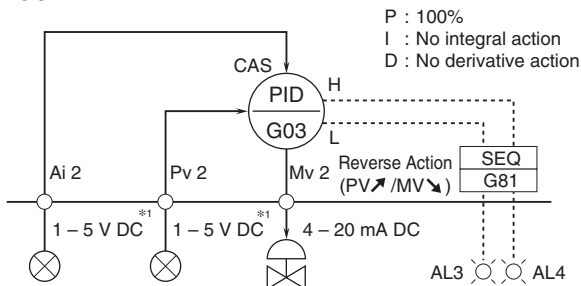 P : 100%
I : No integral action
D : No derivative action
CAS
PID
G03
H
L
Ai 2
Pv 2
Mv 2
Reverse Action
(PV↗ /MV↘ )
SEQ
G81
1 – 5 V DC*1
1 – 5 V DC*1
4 – 20 mA DC
AL3
AL4